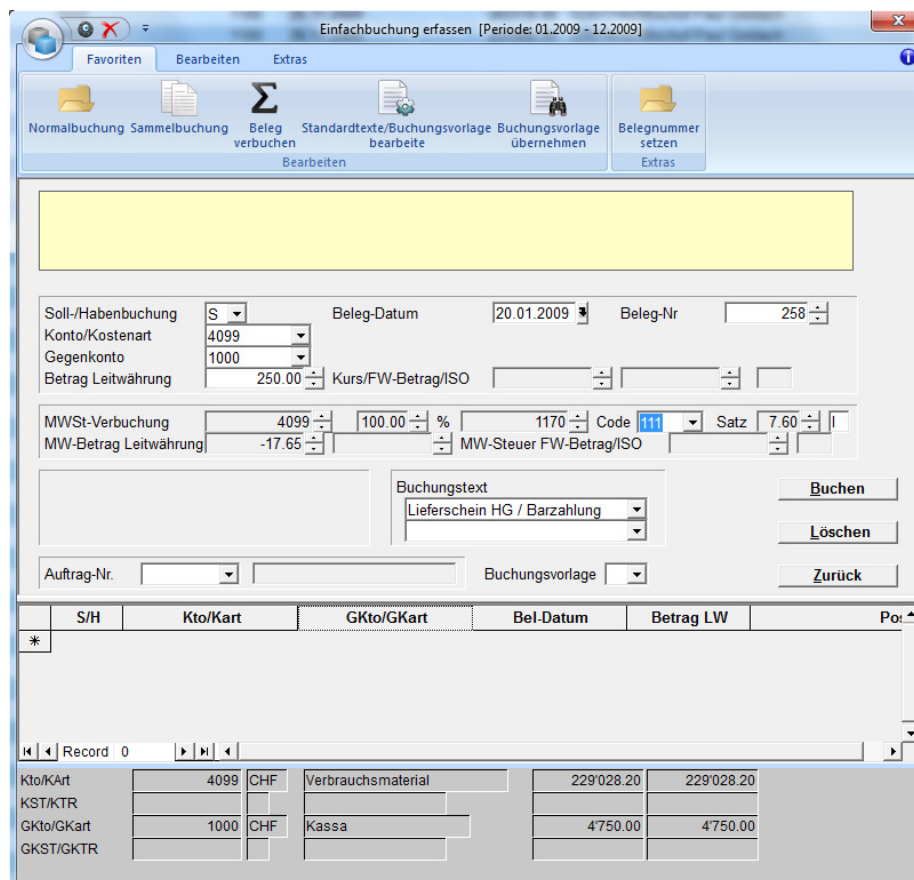 Einfachbuchung erfassen [Periode: 01.2009 - 12.2009]
Favoriten Bearbeiten Extras
Normalbuchung Sammelbuchung Beleg verbuchen Standardtexte/Buchungsvorlage bearbeite Buchungsvorlage übernehmen Belegnummer setzen
Bearbeiten Extras
Soll-/Habenbuchung S Beleg-Datum 20.01.2009 Beleg-Nr 258
Konto/Kostenart 4099
Gegenkonto 1000
Betrag Leitwährung 250.00 Kurs/FW-Betrag/ISO
MWSt-Verbuchung 4099 100.00 % 1170 Code 111 Satz 7.60 I
MW-Betrag Leitwährung -17.65 MW-Steuer FW-Betrag/ISO
Buchungstext
Buchen
Lieferschein HG / Barzahlung
Löschen
Auftrag-Nr. Buchungsvorlage Zurück
S/H Kto/Kart GKto/GKart Bel-Datum Betrag LW Pos
*
Record 0
Kto/KArt 4099 CHF Verbrauchsmaterial 229'028.20 229'028.20
KST/KTR
GKto/GKart 1000 CHF Kassa 4'750.00 4'750.00
GKST/GKTR